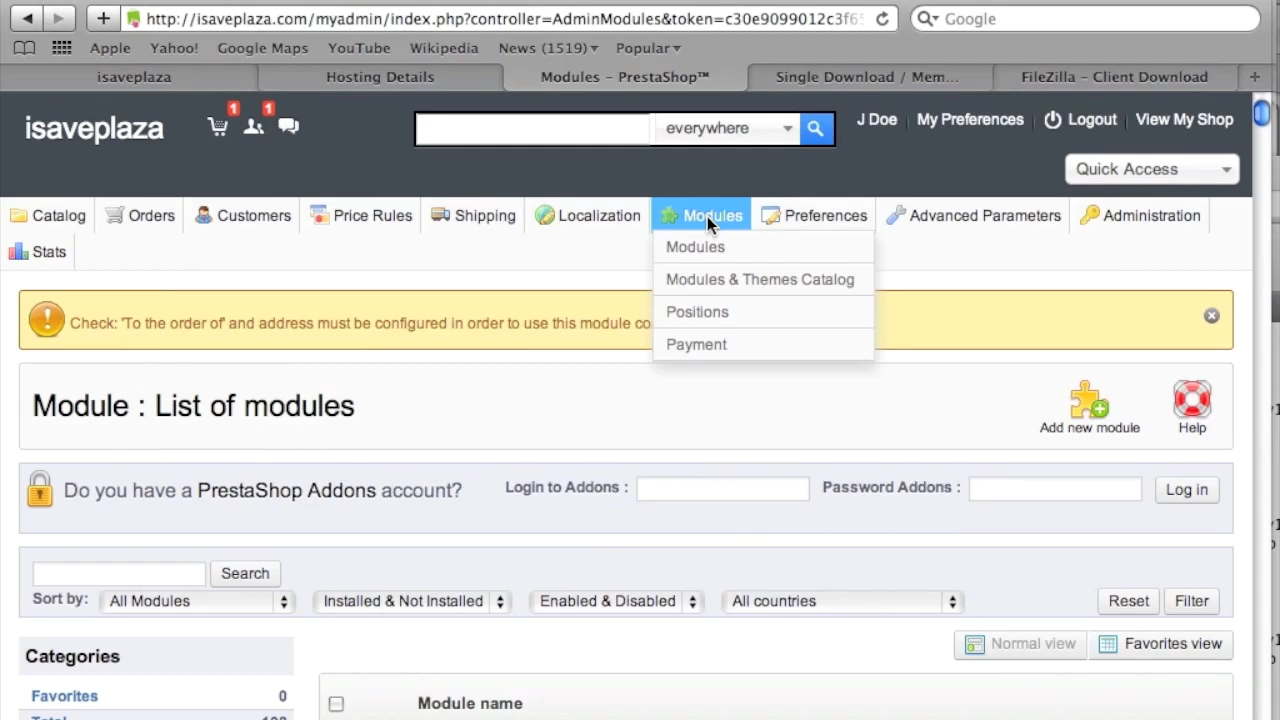 http://isaveplaza.com/myadmin/index.php?controller=AdminModules&token=c30e9099012c3f6
Google
Apple Yahoo! Google Maps YouTube Wikipedia News (1519) Popular
isaveplaza Hosting Details Modules – PrestaShop™ Single Download / Mem... FileZilla – Client Download
isaveplaza 1 1 everywhere J Doe My Preferences Logout View My Shop
Quick Access
Catalog Orders Customers Price Rules Shipping Localization Modules Preferences Advanced Parameters Administration
Stats
Modules
Modules & Themes Catalog
Positions
Payment
Check: 'To the order of' and address must be configured in order to use this module co
Module : List of modules
Add new module Help
Do you have a PrestaShop Addons account? Login to Addons : Password Addons : Log in
Search
Sort by: All Modules Installed & Not Installed Enabled & Disabled All countries Reset Filter
Normal view Favorites view
Categories
Favorites 0
Module name